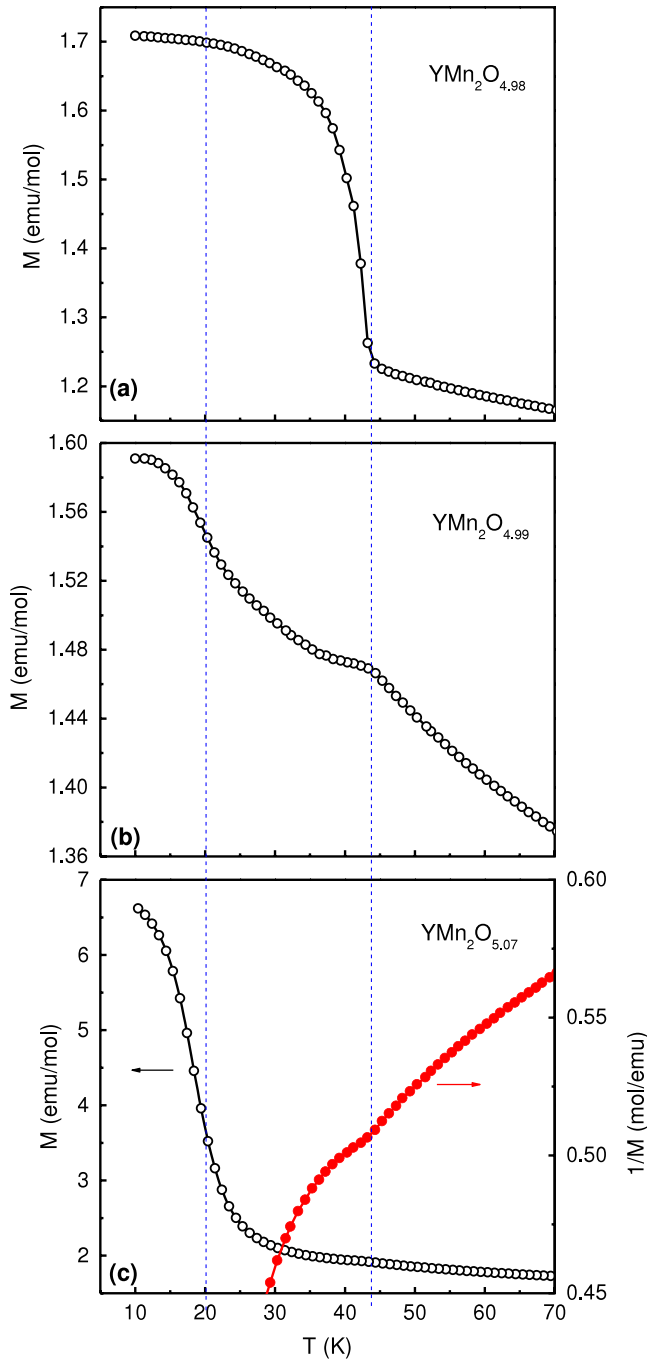 1.7
1.6
1.5
1.4
1.3
1.2
M (emu/mol)
YMn₂O₄.₉₈
(a)
1.60
1.56
1.52
1.48
1.44
1.40
1.36
M (emu/mol)
YMn₂O₄.₉₉
(b)
7
6
5
4
3
2
M (emu/mol)
YMn₂O₅.₀₇
(c)
0.60
0.55
0.50
0.45
1/M (mol/emu)
10 20 30 40 50 60 70
T (K)